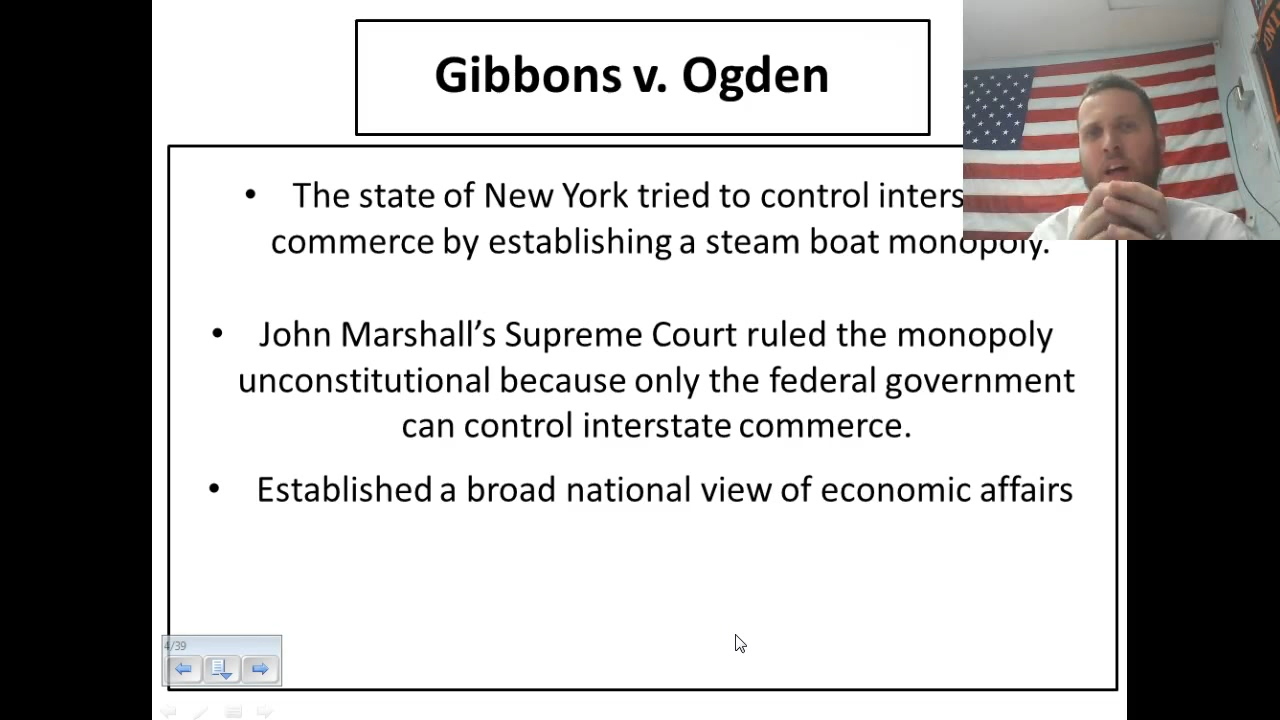 Gibbons v. Ogden
• The state of New York tried to control
commerce by establishing a steam boat monopoly.
• John Marshall's Supreme Court ruled the monopoly
unconstitutional because only the federal government
can control interstate commerce.
• Established a broad national view of economic affairs
4/39